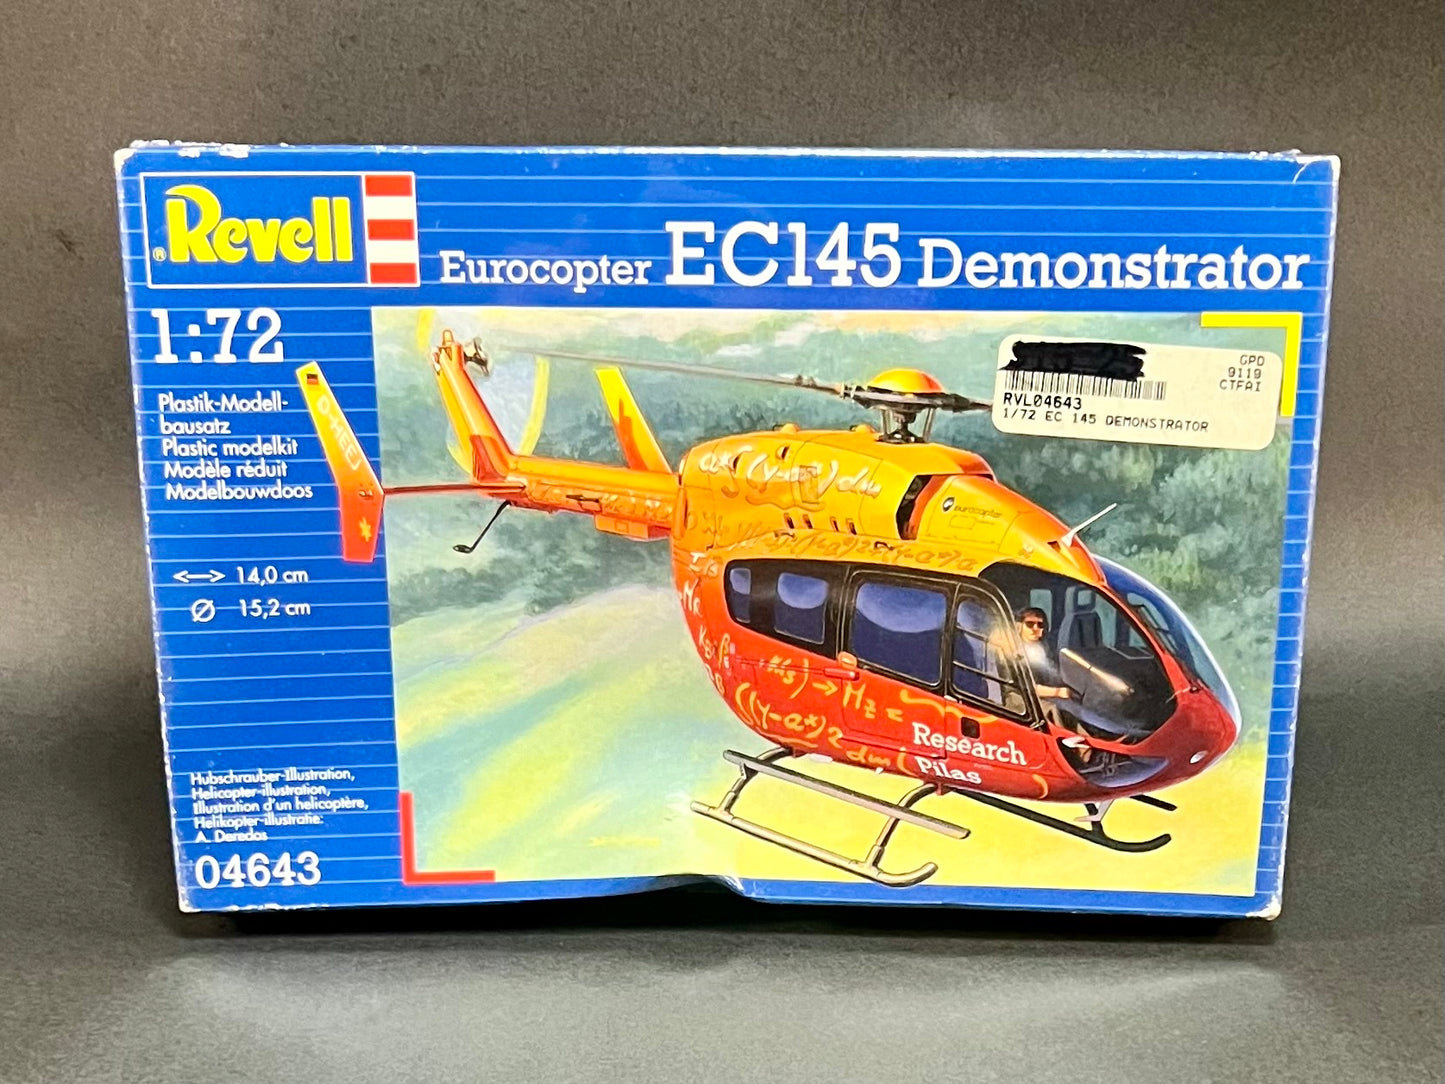 Revell
®
Eurocopter EC145 Demonstrator
1:72
Plastik-Modell-
bausatz
Plastic modelkit
Modèle réduit
Modelbouwdoos
14,0 cm
15,2 cm
Hubschrauber-Illustration,
Helicopter-illustration,
Illustration d'un helicoptère,
Helikopter-illustratie:
A. Deredos
04643
GPD
9119
CTFAI
RVL04643
1/72 EC 145 DEMONSTRATOR
D-HEEJ
eurocopter
Research
Pilas